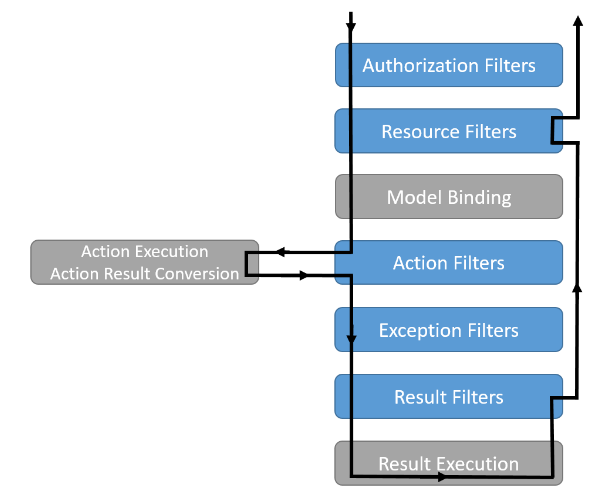 Authorization Filters
Resource Filters
Model Binding
Action Execution
Action Result Conversion
Action Filters
Exception Filters
Result Filters
Result Execution